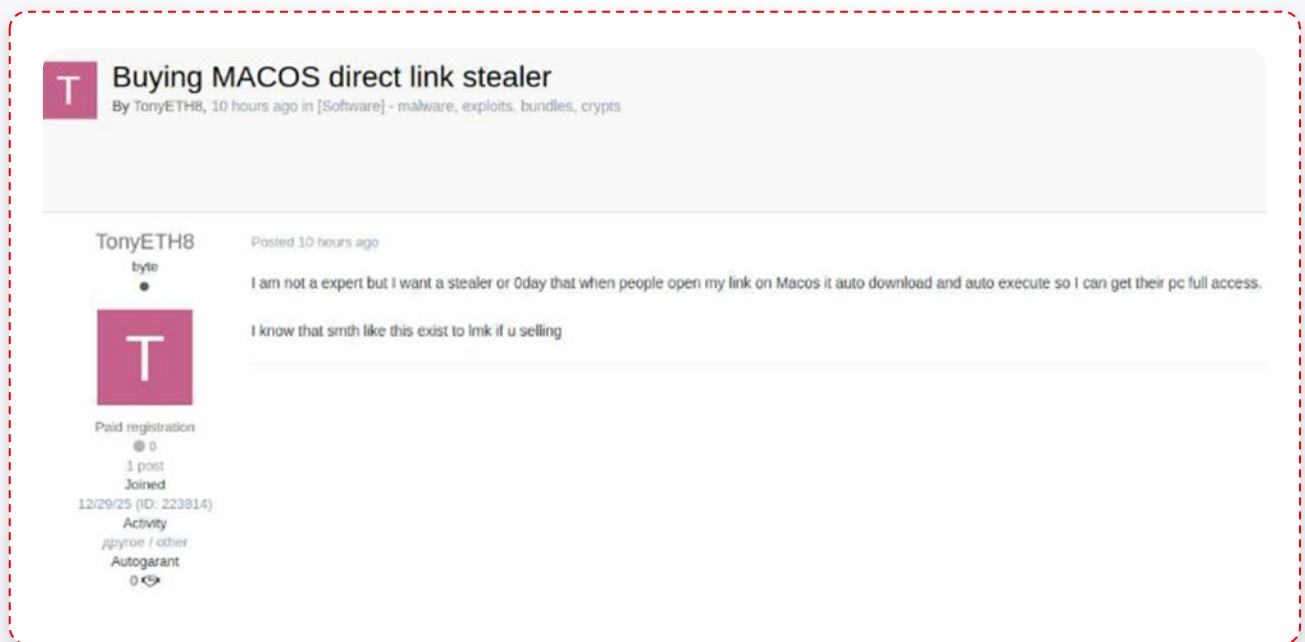 T
Buying MACOS direct link stealer
By TonyETH8, 10 hours ago in [Software] - malware, exploits, bundles, crypts
TonyETH8
byte
T
Paid registration
0
1 post
Joined
12/29/25 (ID: 223814)
Activity
другое / other
Autogarant
0
Posted 10 hours ago
I am not a expert but I want a stealer or 0day that when people open my link on Macos it auto download and auto execute so I can get their pc full access.
I know that smth like this exist to lmk if u selling